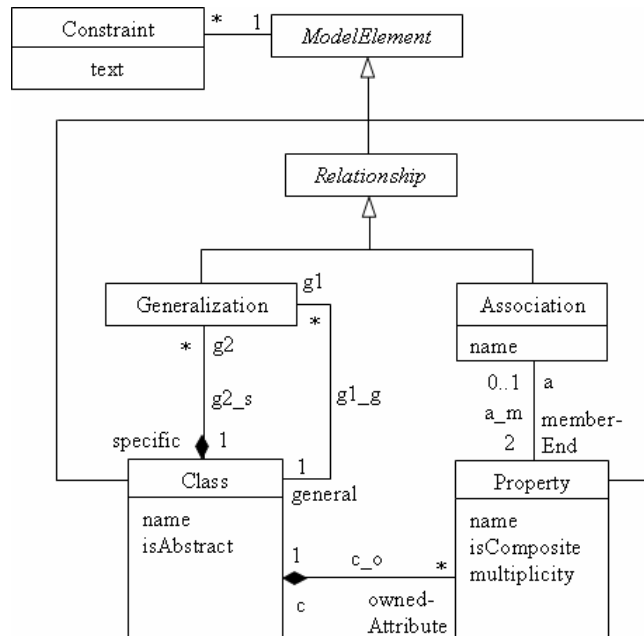 Constraint
text
* 1
ModelElement
Relationship
Generalization
g1
*
* g2
g2_s
g1_g
specific 1
1
general
Association
name
0..1 a
a_m
2
member-
End
Class
name
isAbstract
1
c_o
*
c
owned-
Attribute
Property
name
isComposite
multiplicity